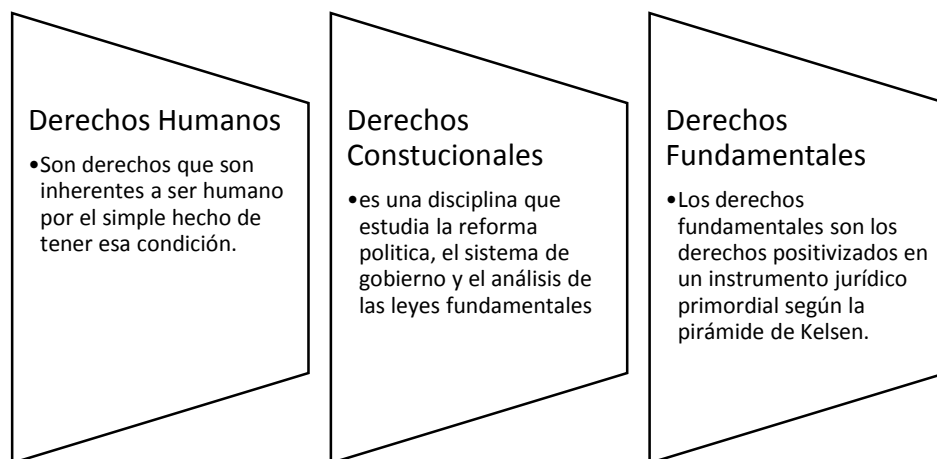 Derechos Humanos
•Son derechos que son
inherentes a ser humano
por el simple hecho de
tener esa condición.
Derechos
Constucionales
•es una disciplina que
estudia la reforma
politica, el sistema de
gobierno y el análisis de
las leyes fundamentales
Derechos
Fundamentales
•Los derechos
fundamentales son los
derechos positivizados en
un instrumento jurídico
primordial según la
pirámide de Kelsen.